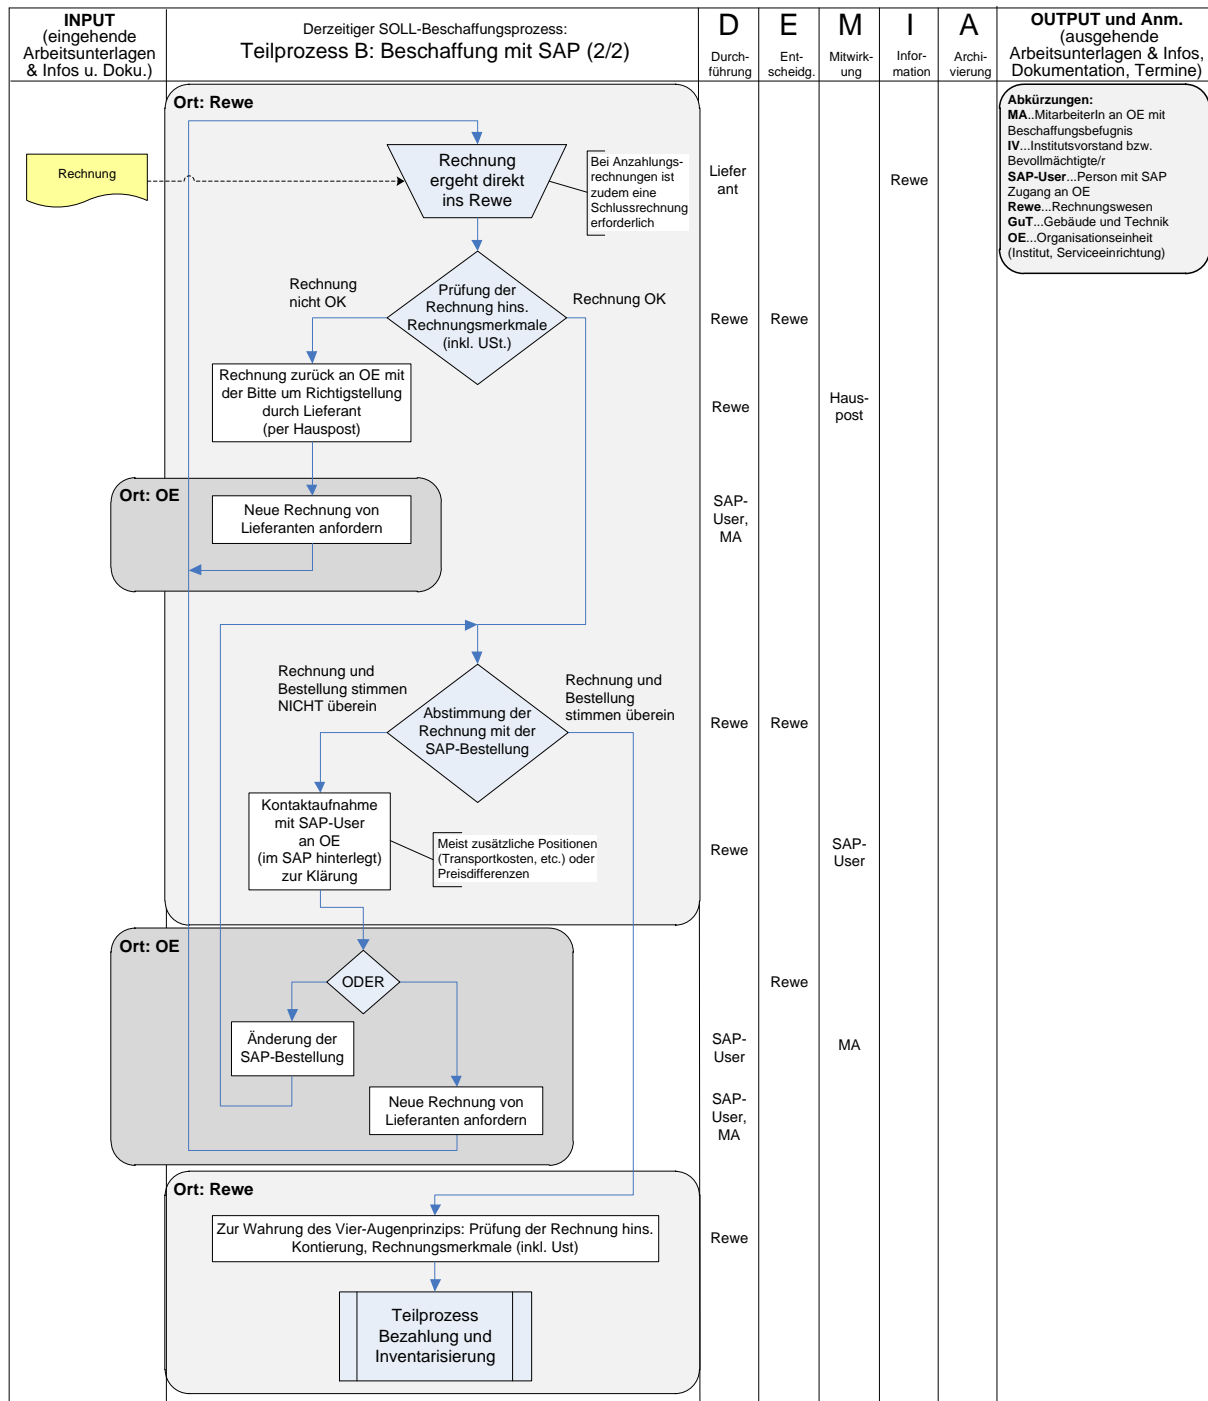 INPUT
(eingehende
Arbeitsunterlagen
& Infos u. Doku.)
Derzeitiger SOLL-Beschaffungsprozess:
Teilprozess B: Beschaffung mit SAP (2/2)
D
Durch-
führung
E
Ent-
scheidg.
M
Mitwirk-
ung
I
Infor-
mation
A
Archi-
vierung
OUTPUT und Anm.
(ausgehende
Arbeitsunterlagen & Infos,
Dokumentation, Termine)
Abkürzungen:
MA..MitarbeiterIn an OE mit
Beschaffungsbefugnis
IV...Institutsvorstand bzw.
Bevollmächtigte/r
SAP-User...Person mit SAP
Zugang an OE
Rewe...Rechnungswesen
GuT...Gebäude und Technik
OE...Organisationseinheit
(Institut, Serviceeinrichtung)
Ort: Rewe
Rechnung
Rechnung
ergeht direkt
ins Rewe
Bei Anzahlungs-
rechnungen ist
zudem eine
Schlussrechnung
erforderlich
Liefer
ant
Rewe
Rechnung
nicht OK
Prüfung der
Rechnung hins.
Rechnungsmerkmale
(inkl. USt.)
Rechnung OK
Rewe
Rewe
Rechnung zurück an OE mit
der Bitte um Richtigstellung
durch Lieferant
(per Hauspost)
Rewe
Haus-
post
Ort: OE
Neue Rechnung von
Lieferanten anfordern
SAP-
User,
MA
Rechnung und
Bestellung stimmen
NICHT überein
Abstimmung der
Rechnung mit der
SAP-Bestellung
Rechnung und
Bestellung
stimmen überein
Rewe
Rewe
Kontaktaufnahme
mit SAP-User
an OE
(im SAP hinterlegt)
zur Klärung
Meist zusätzliche Positionen
(Transportkosten, etc.) oder
Preisdifferenzen
Rewe
SAP-
User
Ort: OE
ODER
Rewe
Änderung der
SAP-Bestellung
SAP-
User
MA
Neue Rechnung von
Lieferanten anfordern
SAP-
User,
MA
Ort: Rewe
Zur Wahrung des Vier-Augenprinzips: Prüfung der Rechnung hins.
Kontierung, Rechnungsmerkmale (inkl. Ust)
Rewe
Teilprozess
Bezahlung und
Inventarisierung